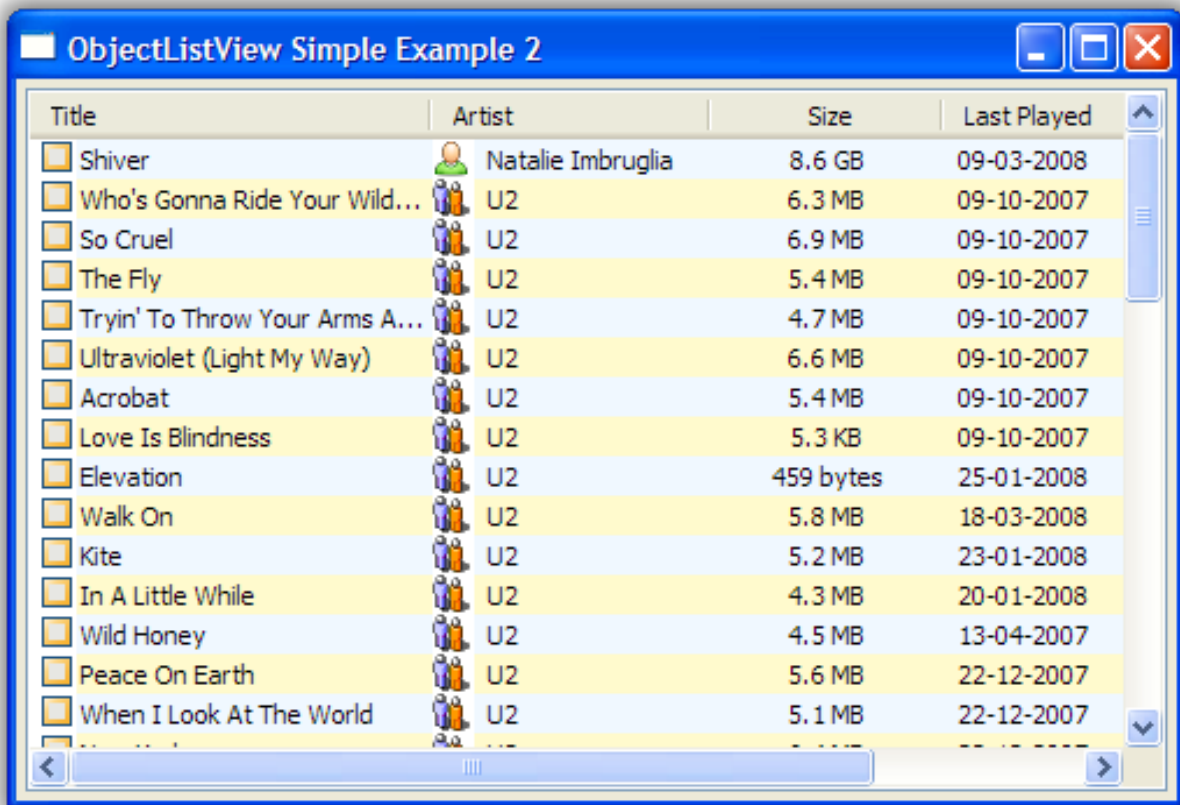 ObjectListView Simple Example 2
Title Artist Size Last Played
Shiver Natalie Imbruglia 8.6 GB 09-03-2008
Who's Gonna Ride Your Wild... U2 6.3 MB 09-10-2007
So Cruel U2 6.9 MB 09-10-2007
The Fly U2 5.4 MB 09-10-2007
Tryin' To Throw Your Arms A... U2 4.7 MB 09-10-2007
Ultraviolet (Light My Way) U2 6.6 MB 09-10-2007
Acrobat U2 5.4 MB 09-10-2007
Love Is Blindness U2 5.3 KB 09-10-2007
Elevation U2 459 bytes 25-01-2008
Walk On U2 5.8 MB 18-03-2008
Kite U2 5.2 MB 23-01-2008
In A Little While U2 4.3 MB 20-01-2008
Wild Honey U2 4.5 MB 13-04-2007
Peace On Earth U2 5.6 MB 22-12-2007
When I Look At The World U2 5.1 MB 22-12-2007